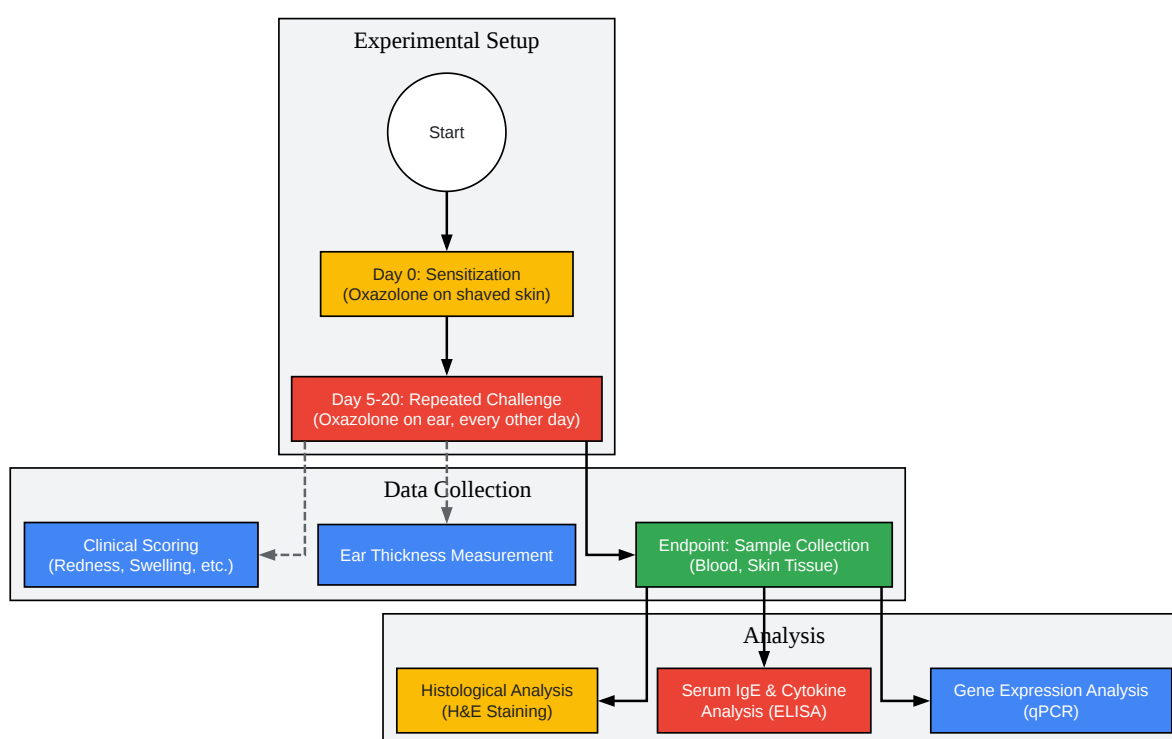 Experimental Setup
Start
Day 0: Sensitization
(Oxazolone on shaved skin)
Day 5-20: Repeated Challenge
(Oxazolone on ear, every other day)
Data Collection
Clinical Scoring
(Redness, Swelling, etc.)
Ear Thickness Measurement
Endpoint: Sample Collection
(Blood, Skin Tissue)
Analysis
Histological Analysis
(H&E Staining)
Serum IgE & Cytokine
Analysis (ELISA)
Gene Expression Analysis
(qPCR)